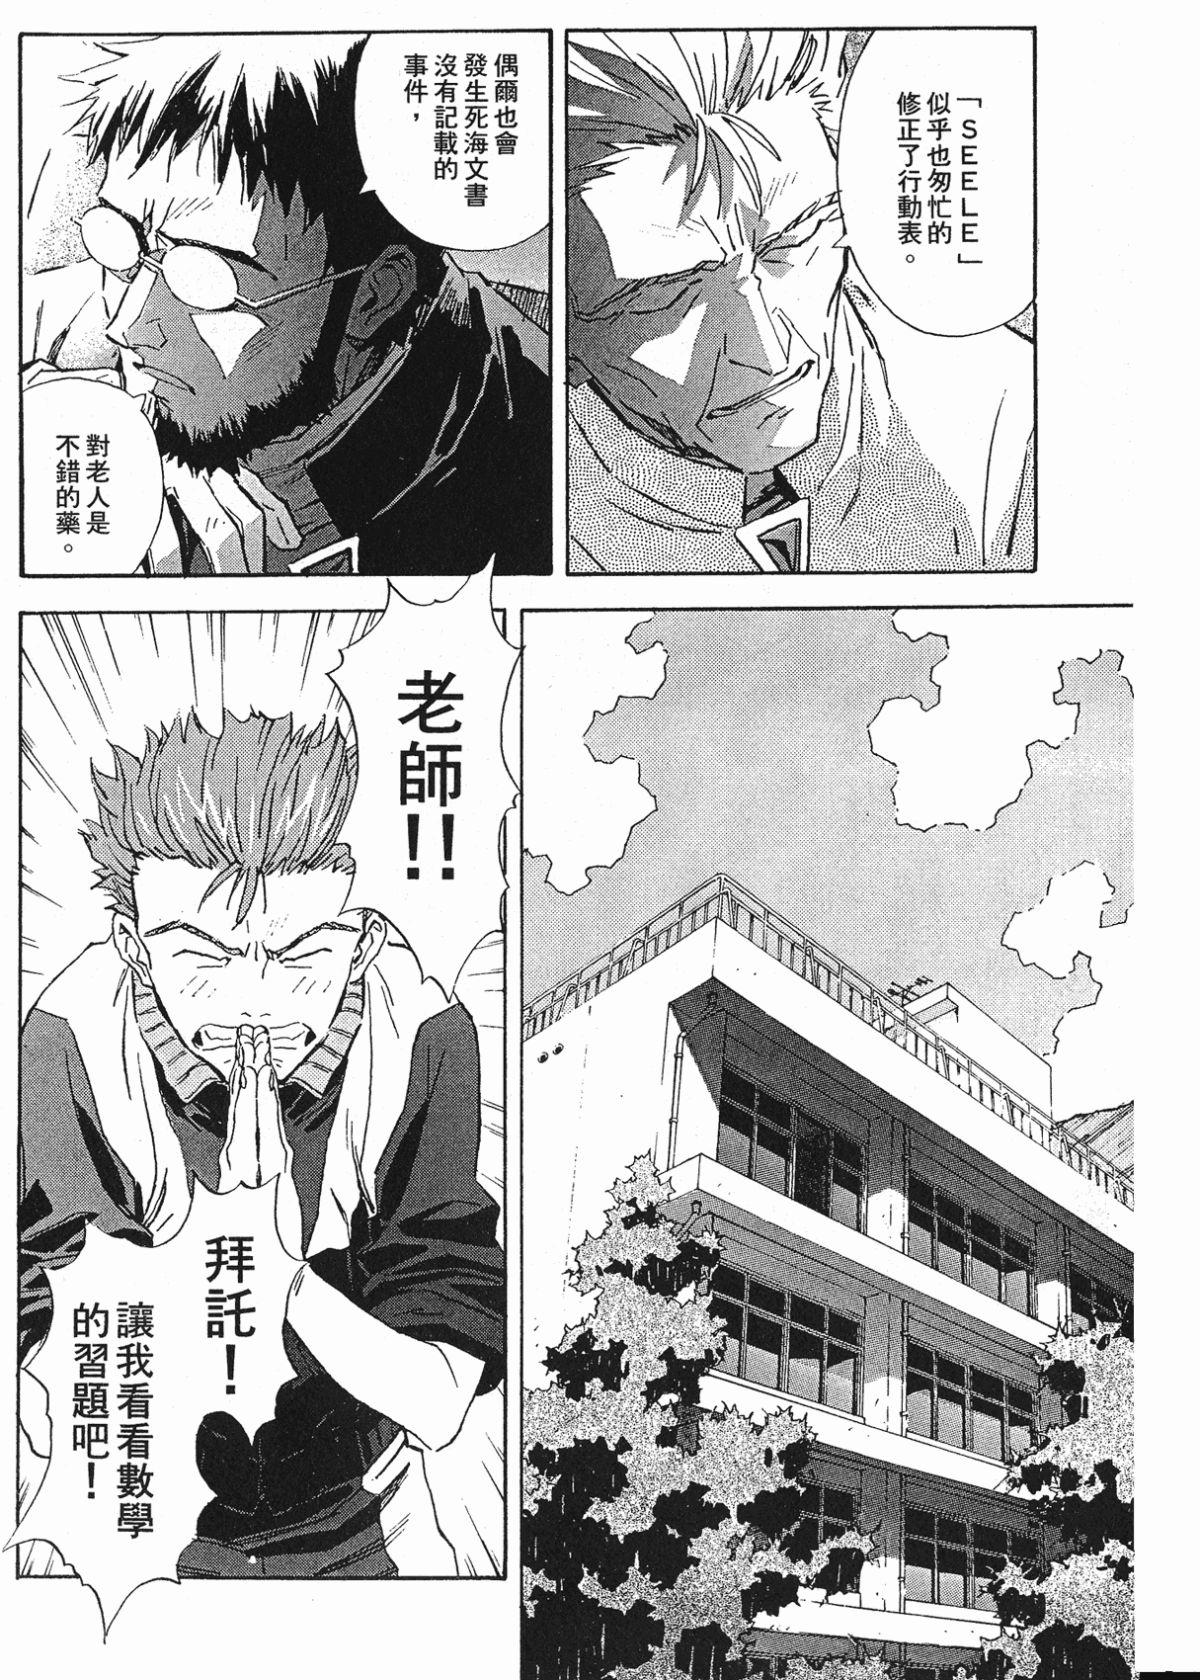 「SEELE」
似乎也匆忙的
修正了行動表。
偶爾也會
發生死海文書
沒有記載的
事件，
對老人是
不錯的藥。
老師!!
拜託！
讓我看看數學
的習題吧！